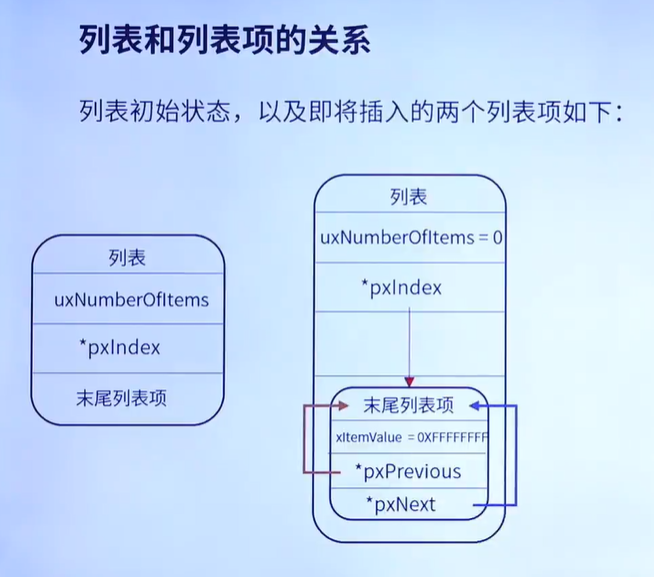 列表和列表项的关系
列表初始状态，以及即将插入的两个列表项如下：
列表
uxNumberOfItems
*pxIndex
末尾列表项
列表
uxNumberOfItems = 0
*pxIndex
末尾列表项
xItemValue = 0XFFFFFFFF
*pxPrevious
*pxNext